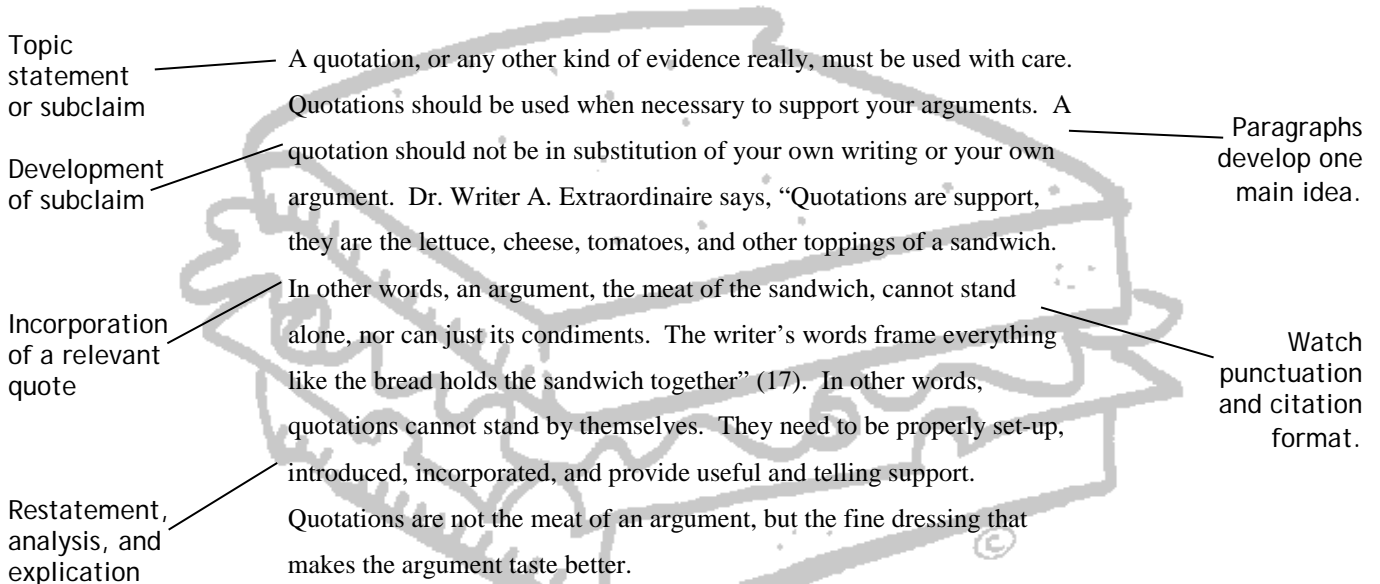 Topic
statement
or subclaim
Development
of subclaim
Incorporation
of a relevant
quote
Restatement,
analysis, and
explication
A quotation, or any other kind of evidence really, must be used with care.
Quotations should be used when necessary to support your arguments.  A
quotation should not be in substitution of your own writing or your own
argument.  Dr. Writer A. Extraordinaire says, “Quotations are support,
they are the lettuce, cheese, tomatoes, and other toppings of a sandwich.
In other words, an argument, the meat of the sandwich, cannot stand
alone, nor can just its condiments.  The writer’s words frame everything
like the bread holds the sandwich together” (17).  In other words,
quotations cannot stand by themselves.  They need to be properly set-up,
introduced, incorporated, and provide useful and telling support.
Quotations are not the meat of an argument, but the fine dressing that
makes the argument taste better.
©
Paragraphs
develop one
main idea.
Watch
punctuation
and citation
format.